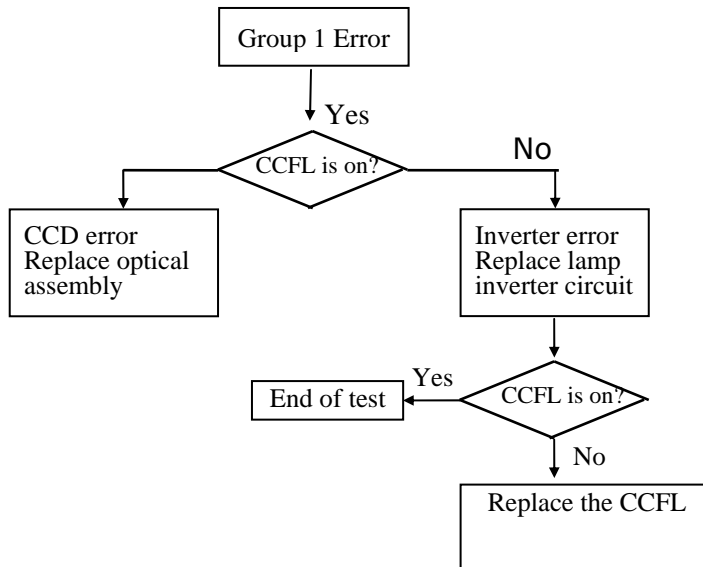 Group 1 Error
Yes
CCFL is on?
No
CCD error
Replace optical
assembly
Inverter error
Replace lamp
inverter circuit
End of test
Yes
CCFL is on?
No
Replace the CCFL